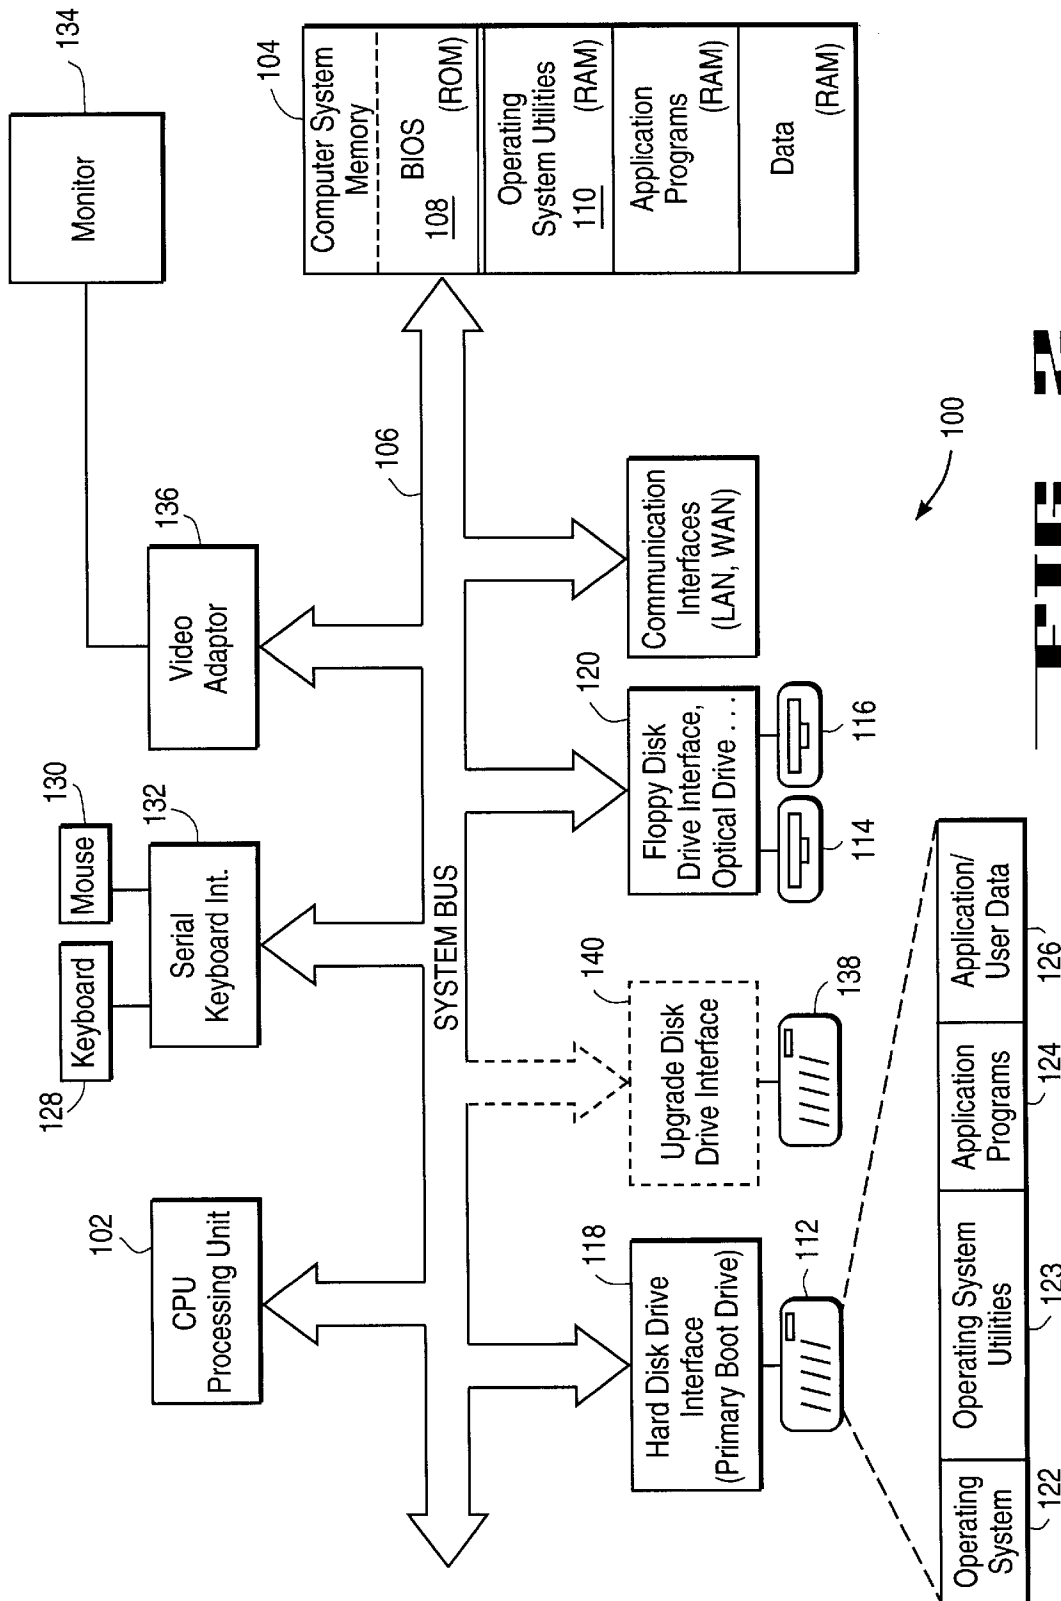 134
Monitor
104
Computer System
Memory
BIOS
108
(ROM)
Operating
System Utilities
110
(RAM)
Application
Programs
(RAM)
Data
(RAM)
106
136
Video
Adaptor
130
Mouse
Keyboard
128
132
Serial
Keyboard Int.
102
CPU
Processing Unit
SYSTEM BUS
118
Hard Disk Drive
Interface
(Primary Boot Drive)
112
140
Upgrade Disk
Drive Interface
138
120
Floppy Disk
Drive Interface,
Optical Drive ...
114
116
Communication
Interfaces
(LAN, WAN)
100
Operating
System
122
Operating System
Utilities
123
Application
Programs
124
Application/
User Data
126